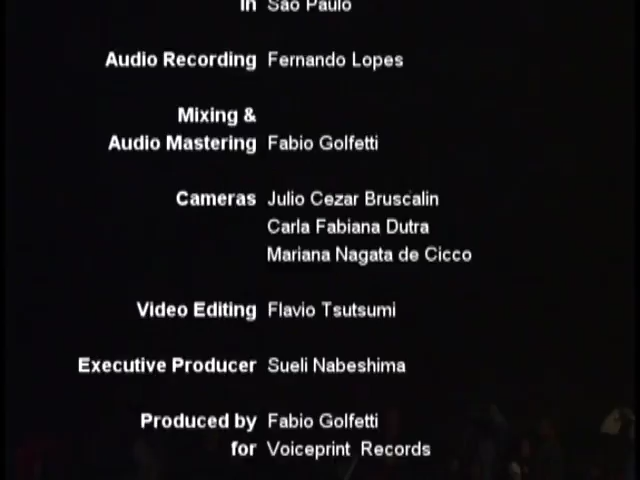 in São Paulo
Audio Recording Fernando Lopes
Mixing &
Audio Mastering Fabio Golfetti
Cameras Julio Cezar Bruscalin
Carla Fabiana Dutra
Mariana Nagata de Cicco
Video Editing Flavio Tsutsumi
Executive Producer Sueli Nabeshima
Produced by Fabio Golfetti
for Voiceprint Records